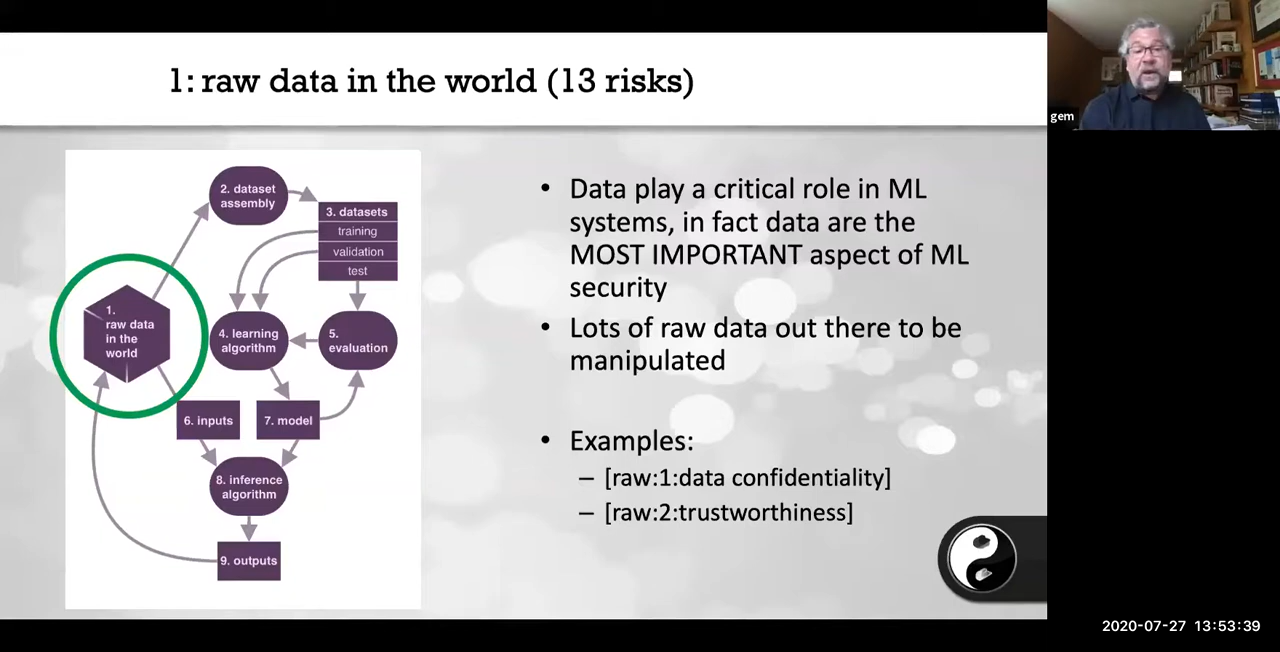 1: raw data in the world (13 risks)
gem
2. dataset
assembly
3. datasets
training
validation
test
1.
raw data
in the
world
4. learning
algorithm
5.
evaluation
6. inputs
7. model
8. inference
algorithm
9. outputs
• Data play a critical role in ML
systems, in fact data are the
MOST IMPORTANT aspect of ML
security
• Lots of raw data out there to be
manipulated
• Examples:
– [raw:1:data confidentiality]
– [raw:2:trustworthiness]
2020-07-27 13:53:39